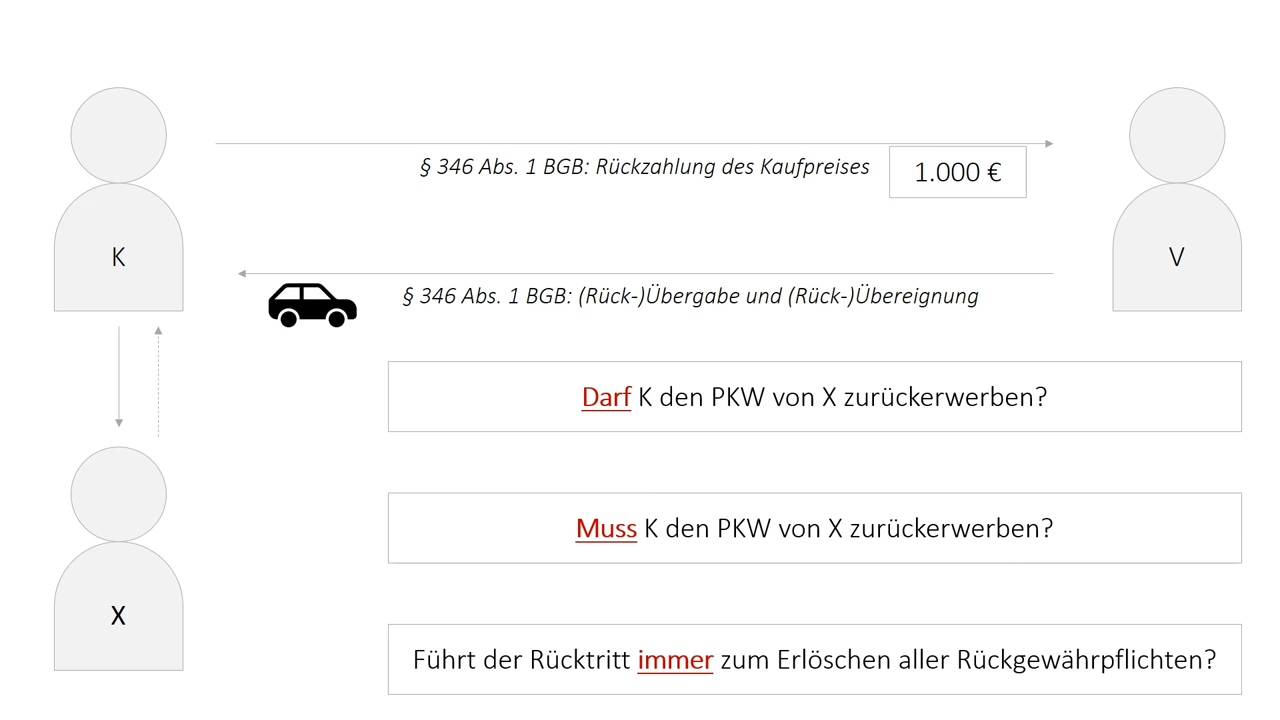 § 346 Abs. 1 BGB: Rückzahlung des Kaufpreises
1.000 €
K
V
§ 346 Abs. 1 BGB: (Rück-)Übergabe und (Rück-)Übereignung
Darf K den PKW von X zurückerwerben?
Muss K den PKW von X zurückerwerben?
X
Führt der Rücktritt immer zum Erlöschen aller Rückgewährpflichten?